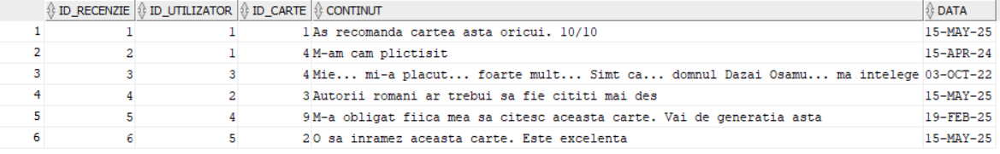 ID_RECENZIE ID_UTILIZATOR ID_CARTE CONTINUT DATA
1 1 1 1 As recomanda cartea asta oricui. 10/10 15-MAY-25
2 2 1 4 M-am cam plictisit 15-APR-24
3 3 3 4 Mie... mi-a placut... foarte mult... Simt ca... domnul Dazai Osamu... ma intelege 03-OCT-22
4 4 2 3 Autorii romani ar trebui sa fie cititi mai des 15-MAY-25
5 5 4 9 M-a obligat fiica mea sa citesc aceasta carte. Vai de generatia asta 19-FEB-25
6 6 5 2 O sa inramez aceasta carte. Este excelenta 15-MAY-25